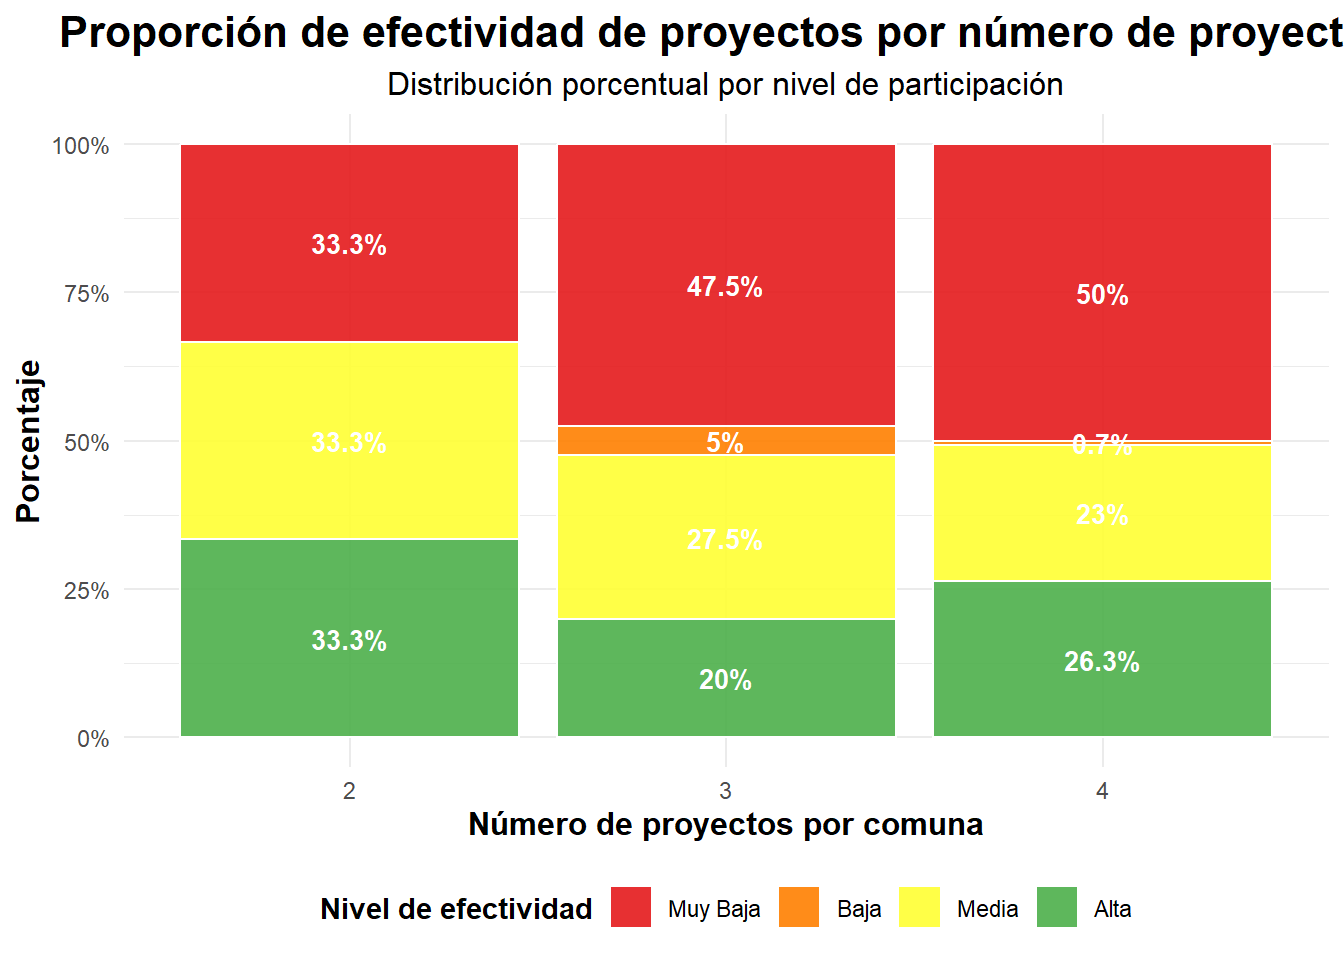 Proporción de efectividad de proyectos por número de proyect
Distribución porcentual por nivel de participación
100%
75%
50%
25%
0%
Porcentaje
33.3%
33.3%
33.3%
47.5%
5%
27.5%
20%
50%
0.7%
23%
26.3%
2 3 4
Número de proyectos por comuna
Nivel de efectividad Muy Baja Baja Media Alta